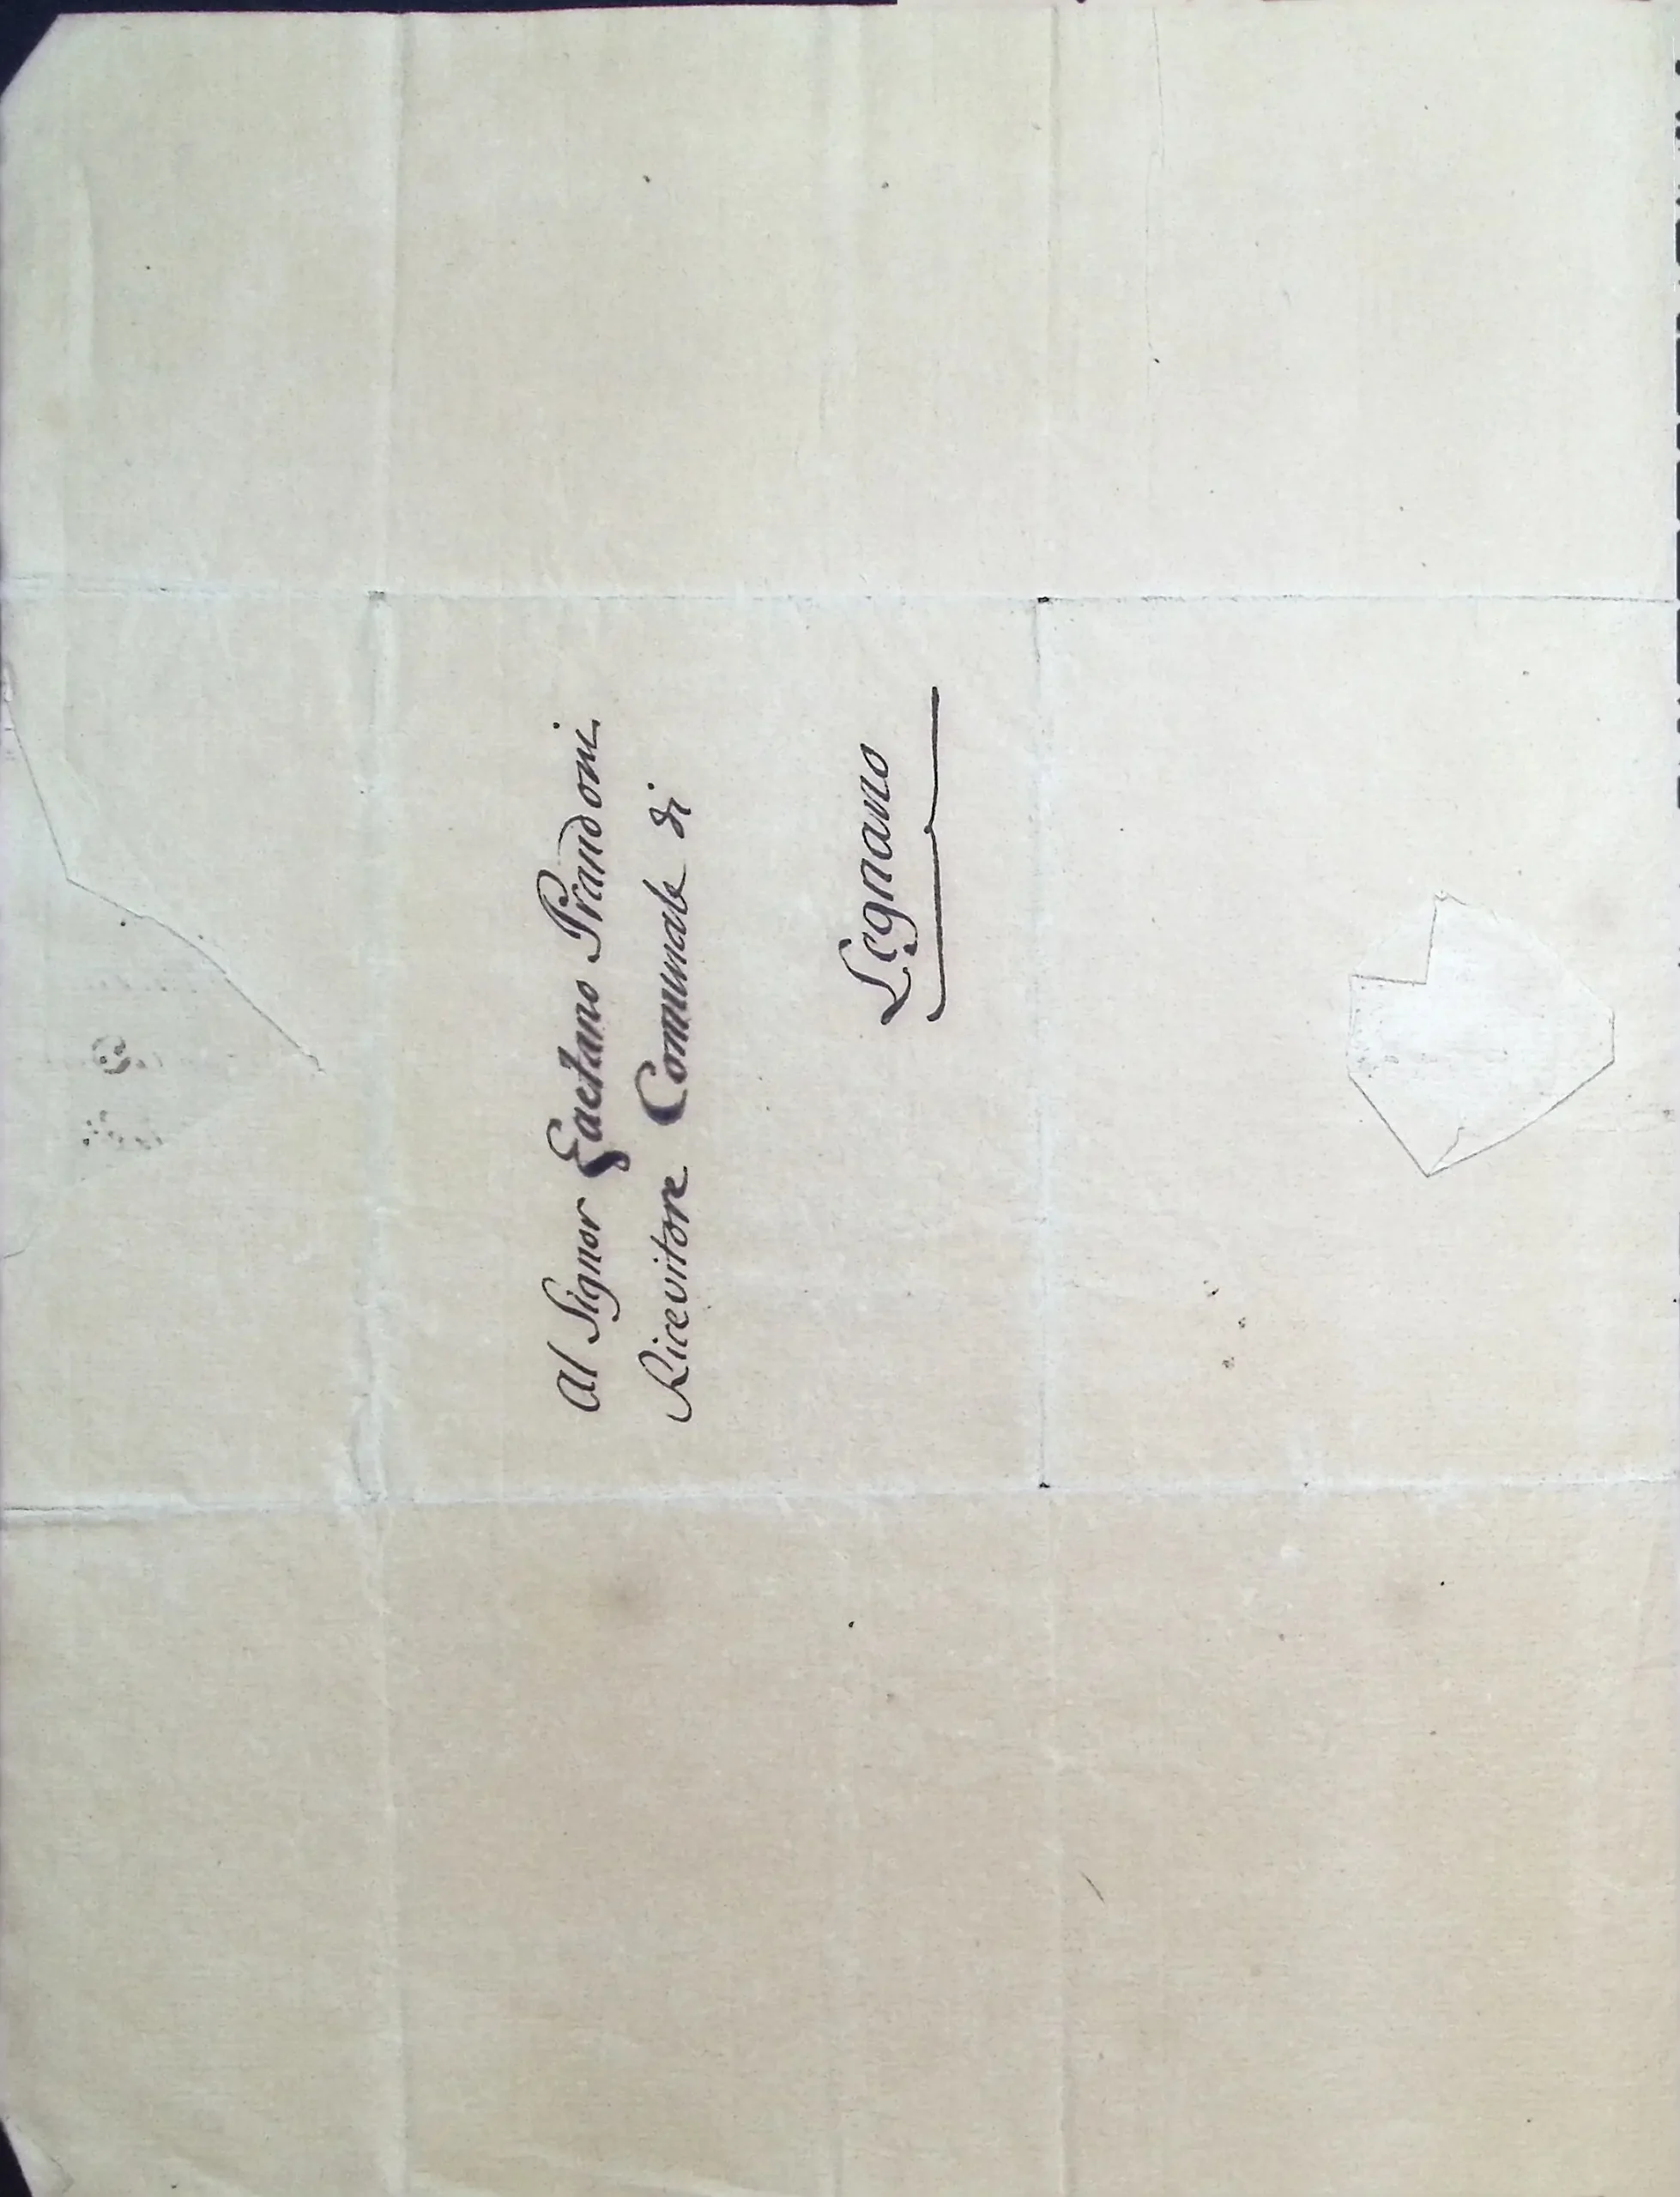 Al Signor Gaetano Prandoni.
Ricevitore Comunale di
Legnano